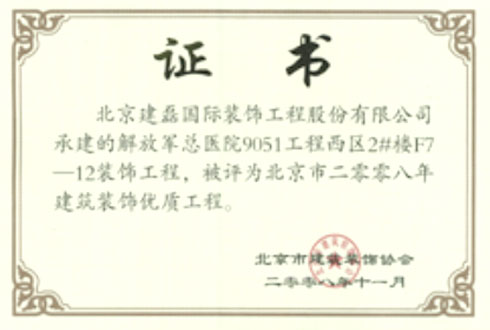 证 书
北京建磊国际装饰工程股份有限公司
承建的解放军总医院9051工程西区2#楼F7
—12装饰工程，被评为北京市二零零八年
建筑装饰优质工程。
北京市建筑装饰协会
二零零八年十一月